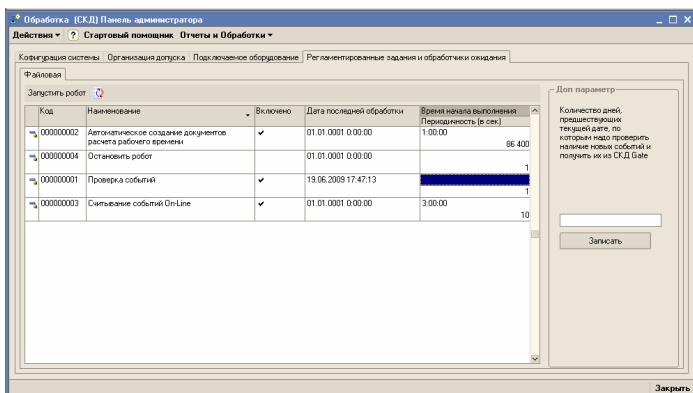 Обработка (СКД) Панель администратора
Действия ? Стартовый помощник Отчеты и Обработки
Кофигурация системы Организация допуска Подключаемое оборудование Регламентированные задания и обработчики ожидания
Файловая
Запустить робот
Код Наименование Включено Дата последней обработки Время начала выполнения
Периодичность (в сек)
000000002 Автоматическое создание документов расчета рабочего времени 01.01.0001 0:00:00 1:00:00
86 400
000000004 Остановить робот 01.01.0001 0:00:00
1
000000001 Проверка событий 19.06.2009 17:47:13
1
000000003 Считывание событий On-Line 01.01.0001 0:00:00 3:00:00
10
Доп параметр
Количество дней,
предшествующих
текущей дате, по
которым надо проверить
наличие новых событий и
получить их из СКД Gate
Записать
Закрыть